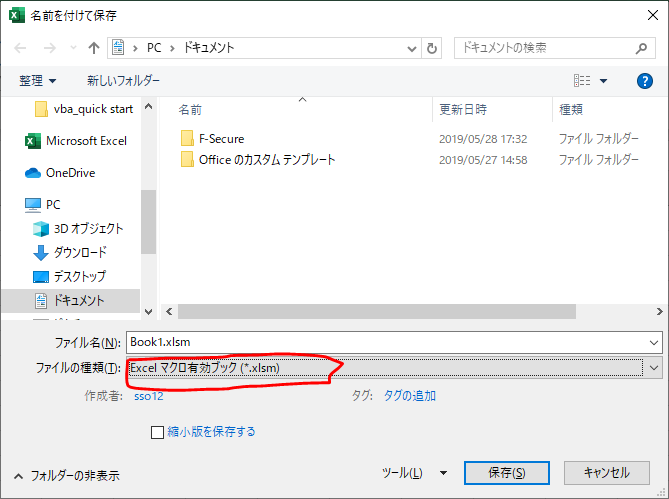 名前を付けて保存
PC
ドキュメント
ドキュメントの検索
整理
新しいフォルダー
vba_quick start
Microsoft Excel
OneDrive
PC
3D オブジェクト
ダウンロード
デスクトップ
ドキュメント
名前
更新日時
種類
F-Secure
2019/05/28 17:32
ファイル フォルダー
Office のカスタム テンプレート
2019/05/27 14:58
ファイル フォルダー
ファイル名(N):
Book1.xlsm
ファイルの種類(T):
Excel マクロ有効ブック (*.xlsm)
作成者:
sso12
タグ:
タグの追加
縮小版を保存する
フォルダーの非表示
ツール(L)
保存(S)
キャンセル